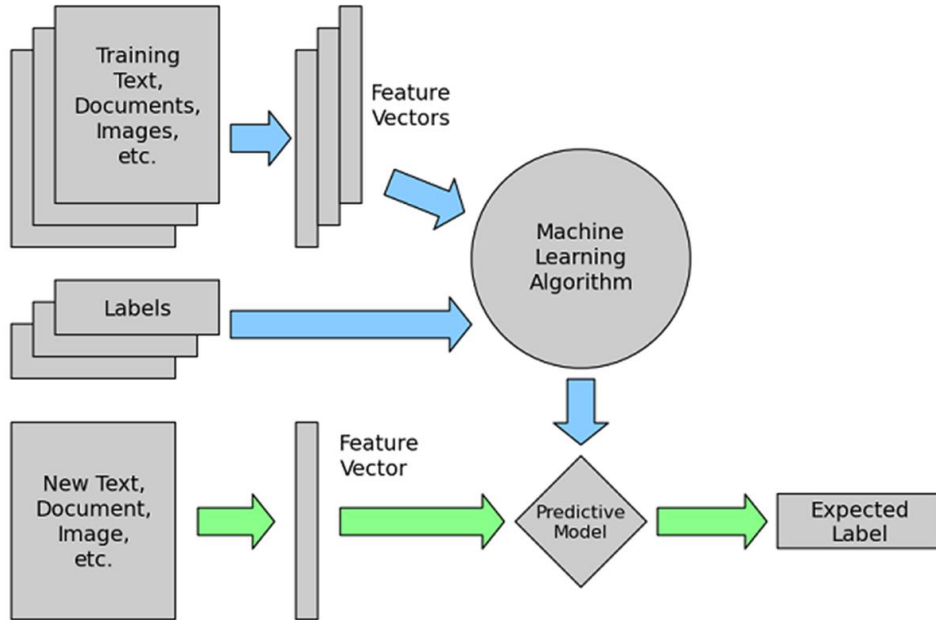 Training
Text,
Documents,
Images,
etc.
Feature
Vectors
Machine
Learning
Algorithm
Labels
New Text,
Document,
Image,
etc.
Feature
Vector
Predictive
Model
Expected
Label